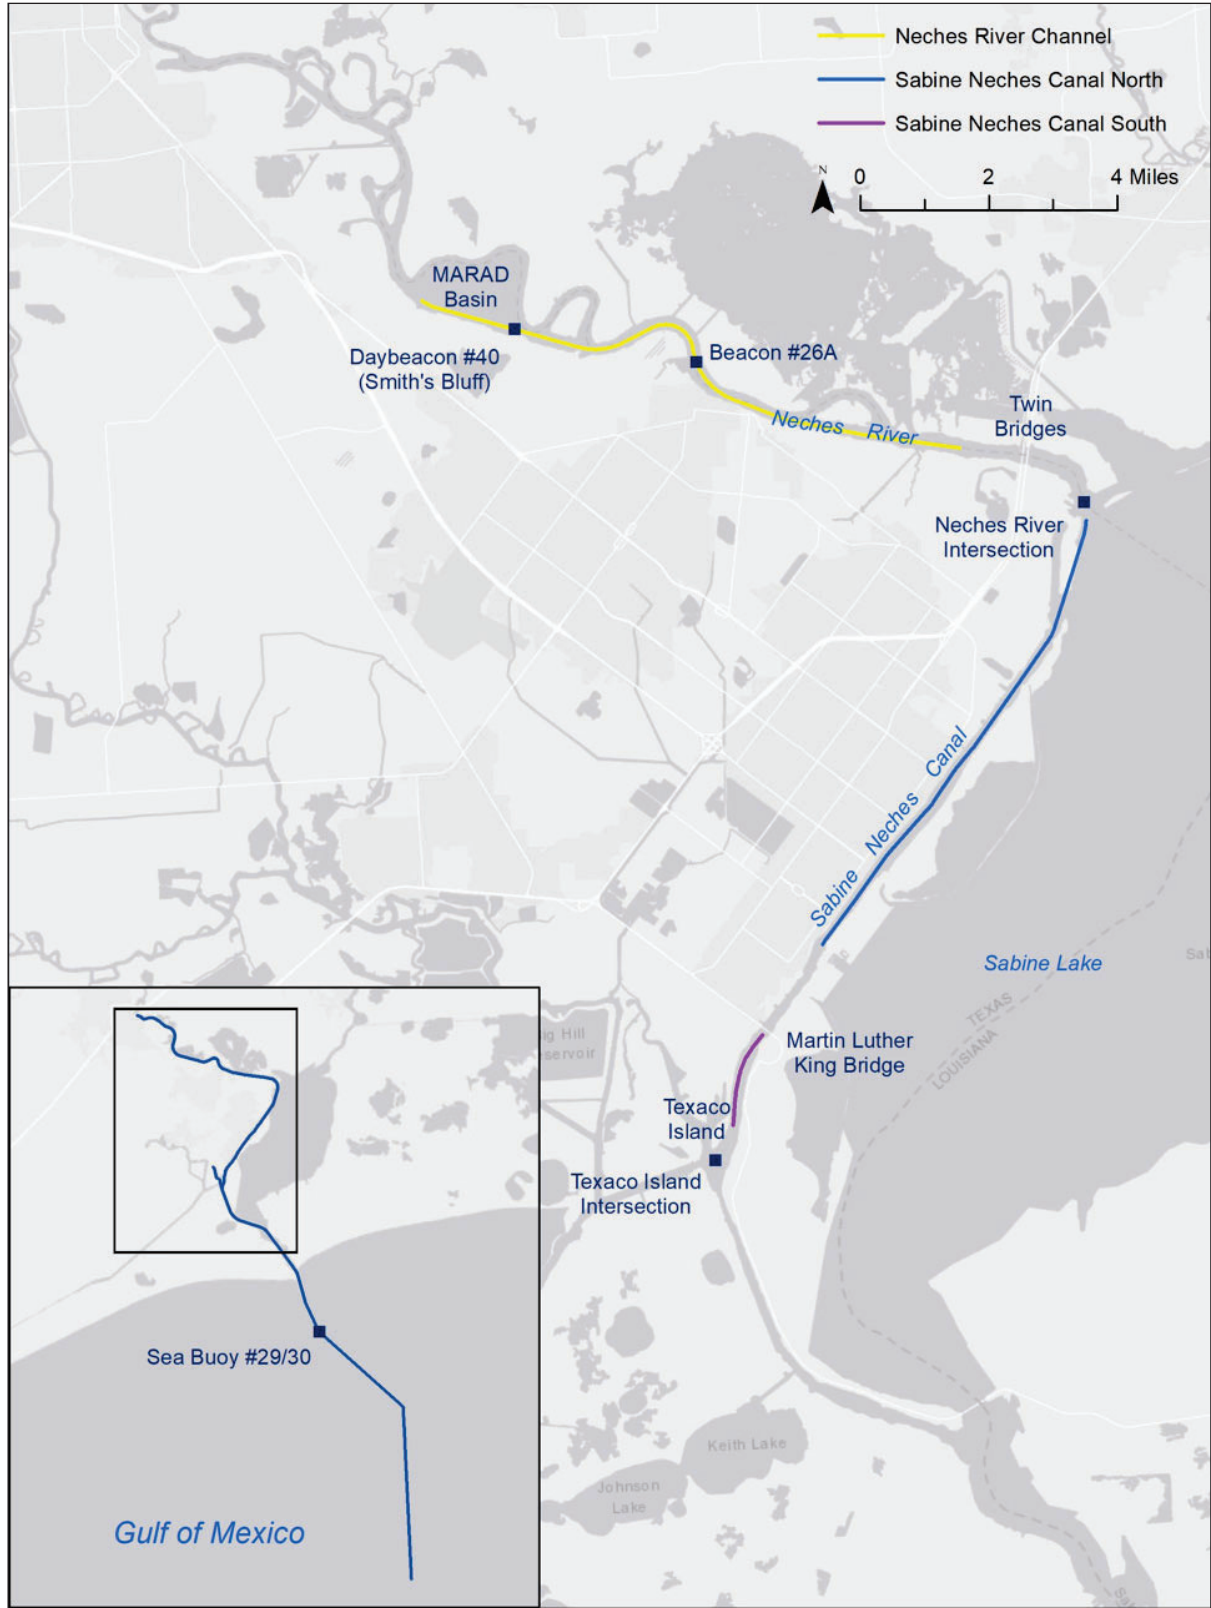 Neches River Channel
Sabine Neches Canal North
Sabine Neches Canal South
N
0 2 4 Miles
MARAD
Basin
Daybeacon #40
(Smith's Bluff)
Beacon #26A
Twin
Bridges
Neches River
Neches River
Intersection
Sabine Neches Canal
Sabine Lake
TEXAS
LOUISIANA
Hill
Martin Luther
King Bridge
Texaco
Island
Texaco Island
Intersection
Sea Buoy #29/30
Keith Lake
Johnson
Lake
Gulf of Mexico